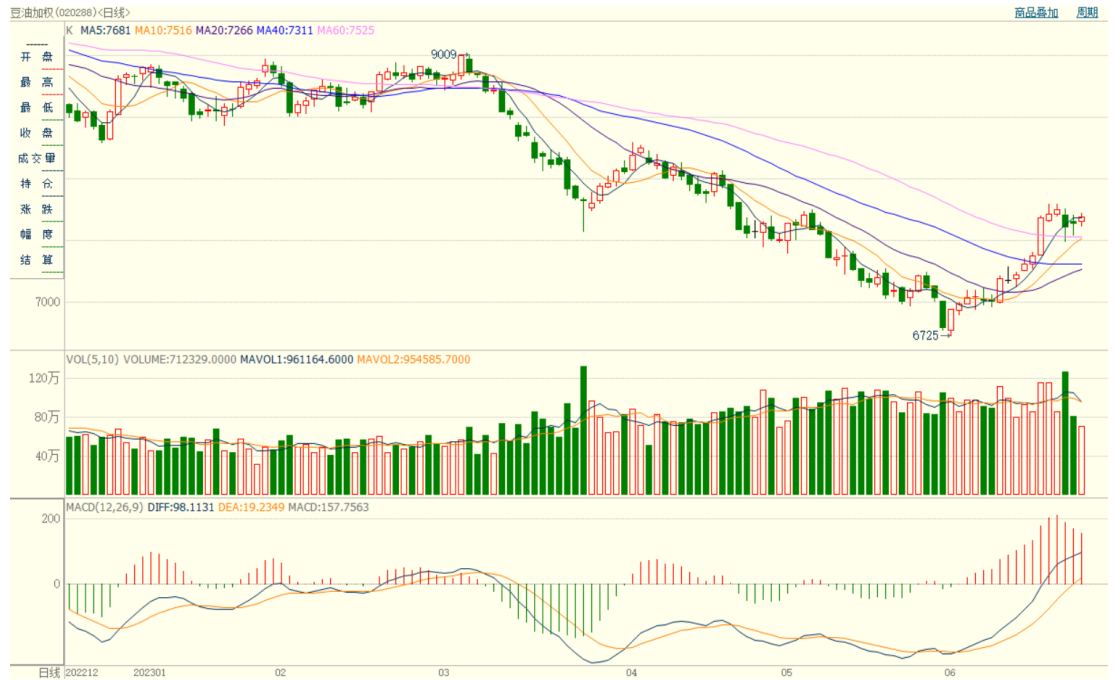 豆油加权(020288)<日线> 商品叠加 周期
K MA5:7681 MA10:7516 MA20:7266 MA40:7311 MA60:7525
------
开 盘
最 高
最 低
收 盘
成交量
持 仓
涨 跌
幅 度
结 算
9009
7000
6725
VOL(5,10) VOLUME:712329.0000 MAVOL1:961164.6000 MAVOL2:954585.7000
120万
80万
40万
MACD(12,26,9) DIFF:98.1131 DEA:19.2349 MACD:157.7563
200
0
日线 202212 202301 02 03 04 05 06